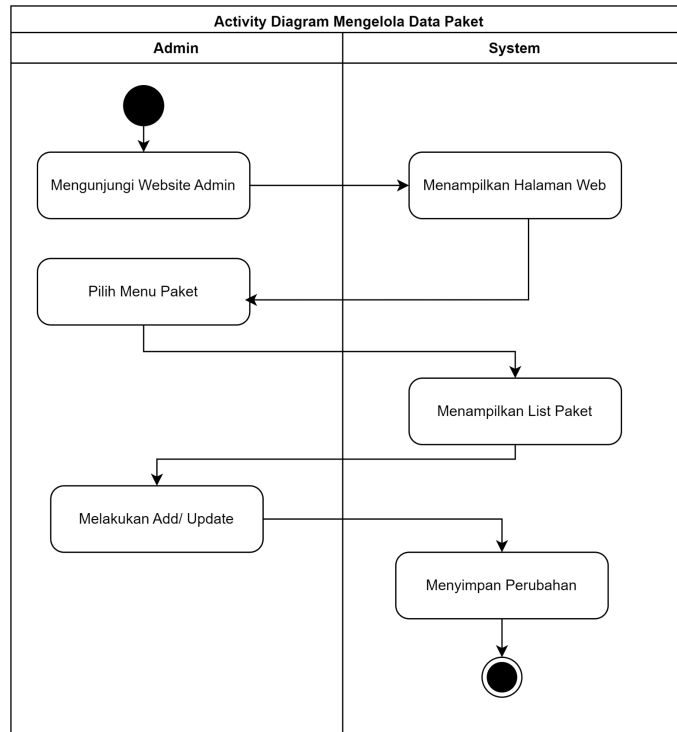 Activity Diagram Mengelola Data Paket
Admin
System
Mengunjungi Website Admin
Menampilkan Halaman Web
Pilih Menu Paket
Menampilkan List Paket
Melakukan Add/ Update
Menyimpan Perubahan